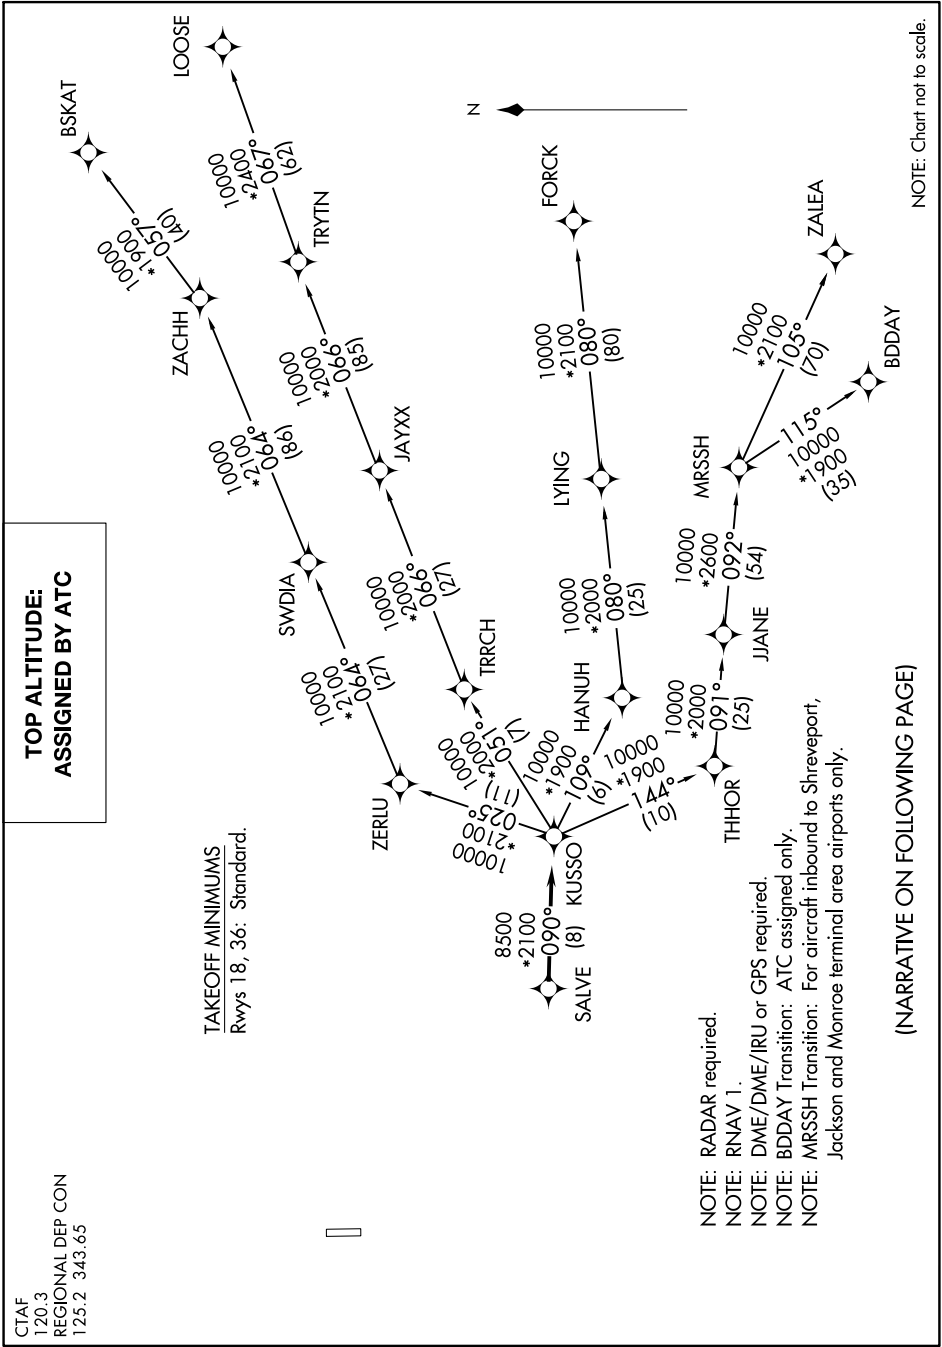 CTAF
120.3
REGIONAL DEP CON
125.2 343.65
TOP ALTITUDE:
ASSIGNED BY ATC
TAKEOFF MINIMUMS
Rwys 18, 36: Standard.
BSKAT
10000
*1900
057°
(40)
ZACHH
10000
*2100
064°
(86)
SWDIA
10000
*2100
064°
(27)
ZERLU
10000
*2100
025°
(11)
LOOSE
10000
*2400
067°
(62)
TRYTN
10000
*2000
066°
(85)
JAYXX
10000
*2000
066°
(27)
TRRCH
10000
*2000
051°
(7)
N
FORCK
10000
*2100
080°
(80)
LYING
10000
*2000
080°
(25)
HANUH
10000
*1900
109°
(6)
8500
*2100
090°
(8)
SALVE
KUSSO
10000
*1900
144°
(10)
THHOR
10000
*2000
091°
(25)
JJANE
10000
*2600
092°
(54)
MRSSH
10000
*2100
105°
(70)
ZALEA
115°
10000
*1900
(35)
BDDAY
NOTE: RADAR required.
NOTE: RNAV 1.
NOTE: DME/DME/IRU or GPS required.
NOTE: BDDAY Transition: ATC assigned only.
NOTE: MRSSH Transition: For aircraft inbound to Shreveport,
Jackson and Monroe terminal area airports only.
(NARRATIVE ON FOLLOWING PAGE)
NOTE: Chart not to scale.